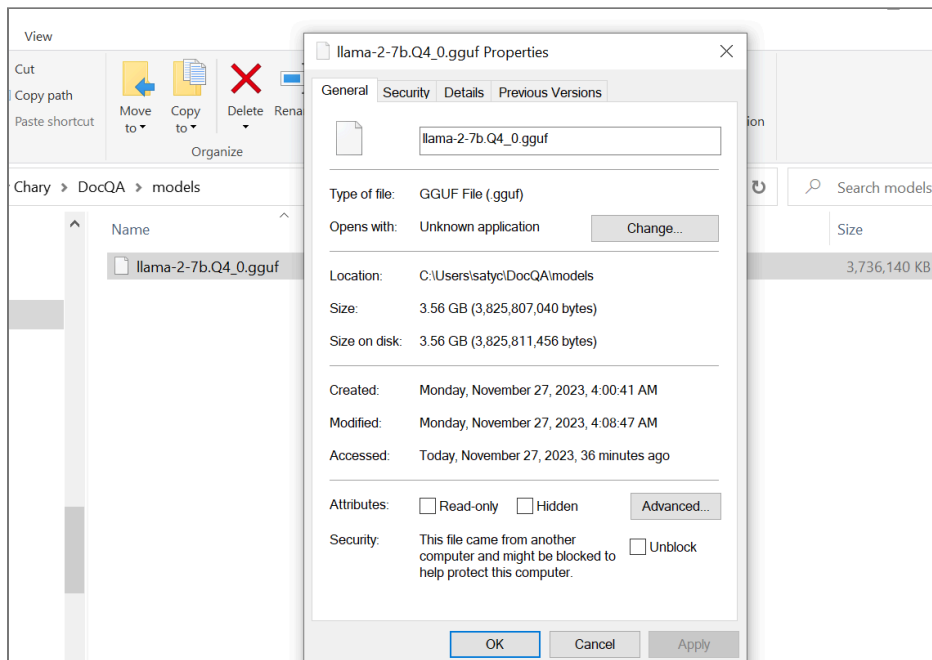 View
Cut
Copy path
Paste shortcut
Move to
Copy to
Delete
Organize
Chary > DocQA > models
Search models
Name
Size
llama-2-7b.Q4_0.gguf
3,736,140 KB
llama-2-7b.Q4_0.gguf Properties
General
Security
Details
Previous Versions
llama-2-7b.Q4_0.gguf
Type of file: GGUF File (.gguf)
Opens with: Unknown application
Change...
Location: C:\Users\satyc\DocQA\models
Size: 3.56 GB (3,825,807,040 bytes)
Size on disk: 3.56 GB (3,825,811,456 bytes)
Created: Monday, November 27, 2023, 4:00:41 AM
Modified: Monday, November 27, 2023, 4:08:47 AM
Accessed: Today, November 27, 2023, 36 minutes ago
Attributes: Read-only Hidden
Advanced...
Security: This file came from another
computer and might be blocked to
help protect this computer.
Unblock
OK
Cancel
Apply